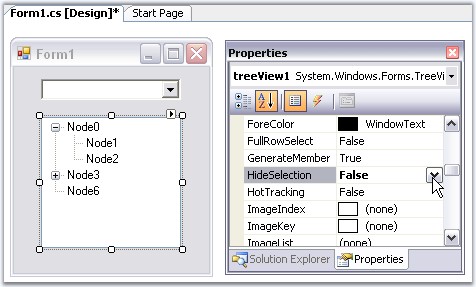 Form1.cs [Design]* Start Page
Form1
Node0
Node1
Node2
Node3
Node6
Properties
treeView1 System.Windows.Forms.TreeVi
ForeColor WindowText
FullRowSelect False
GenerateMember True
HideSelection False
HotTracking False
ImageIndex (none)
ImageKey (none)
ImageList (none)
Solution Explorer Properties